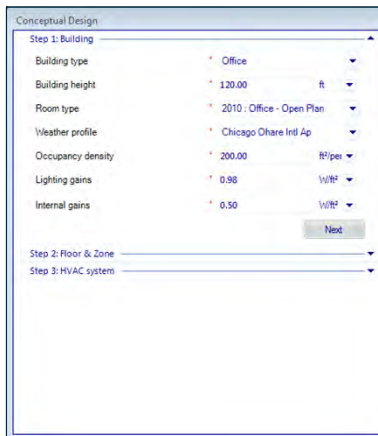 Conceptual Design
Step 1: Building
Building type * Office
Building height * 120.00 ft
Room type * 2010 : Office - Open Plan
Weather profile * Chicago Ohare Intl Ap
Occupancy density * 200.00 ft²/per
Lighting gains * 0.98 W/ft²
Internal gains * 0.50 W/ft²
Next
Step 2: Floor & Zone
Step 3: HVAC system